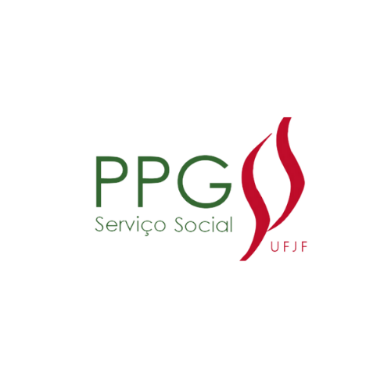 PPG
Serviço Social
UFJF